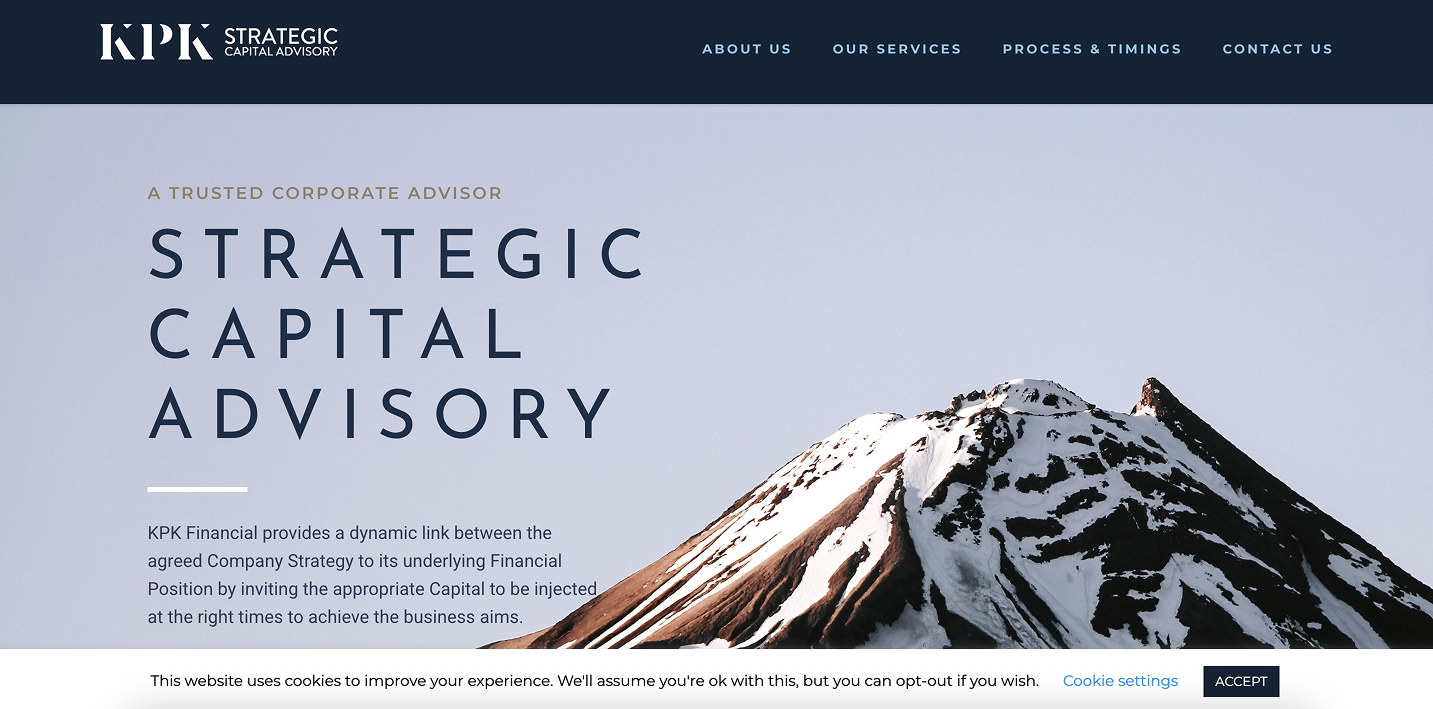 KPK STRATEGIC
CAPITAL ADVISORY
ABOUT US
OUR SERVICES
PROCESS & TIMINGS
CONTACT US
A TRUSTED CORPORATE ADVISOR
STRATEGIC
CAPITAL
ADVISORY
KPK Financial provides a dynamic link between the
agreed Company Strategy to its underlying Financial
Position by inviting the appropriate Capital to be injected
at the right times to achieve the business aims.
This website uses cookies to improve your experience. We'll assume you're ok with this, but you can opt-out if you wish. Cookie settings ACCEPT